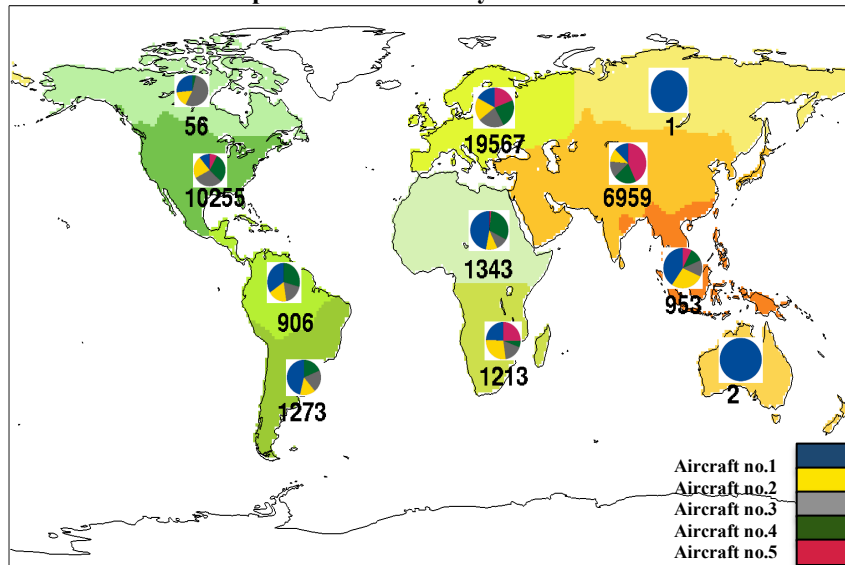 56
1
19567
10255
6959
1343
953
906
1213
2
1273
Aircraft no.1
Aircraft no.2
Aircraft no.3
Aircraft no.4
Aircraft no.5